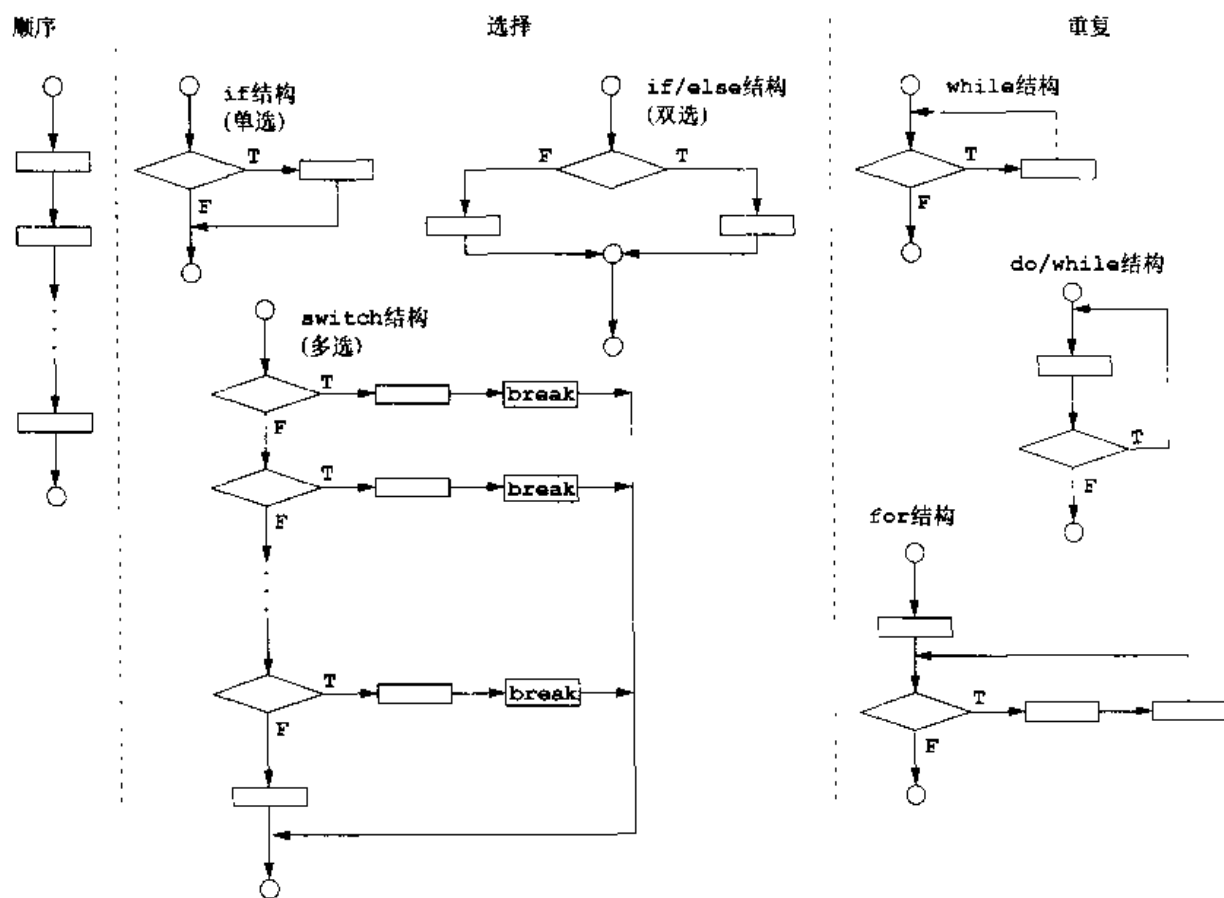 顺序
选择
重复
if结构
(单选)
T
F
if/else结构
(双选)
F
T
switch结构
(多选)
T
break
F
T
break
F
T
break
F
while结构
T
F
do/while结构
T
F
for结构
T
F